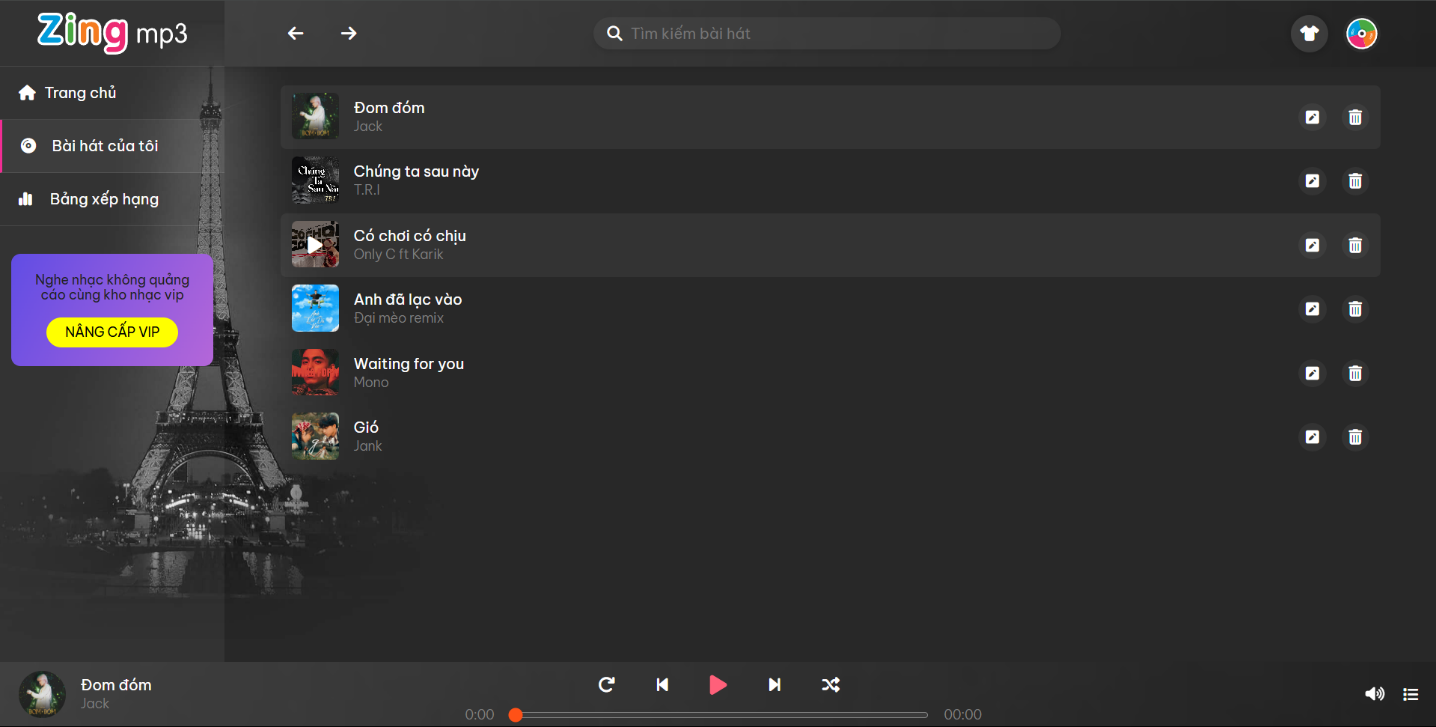 Zing mp3
Tìm kiếm bài hát
Trang chủ
Bài hát của tôi
Bảng xếp hạng
Nghe nhạc không quảng
cáo cùng kho nhạc vip
NÂNG CẤP VIP
Đom đóm
Jack
Chúng ta sau này
T.R.I
Có chơi có chịu
Only C ft Karik
Anh đã lạc vào
Đại mèo remix
Waiting for you
Mono
Gió
Jank
Đom đóm
Jack
0:00
00:00